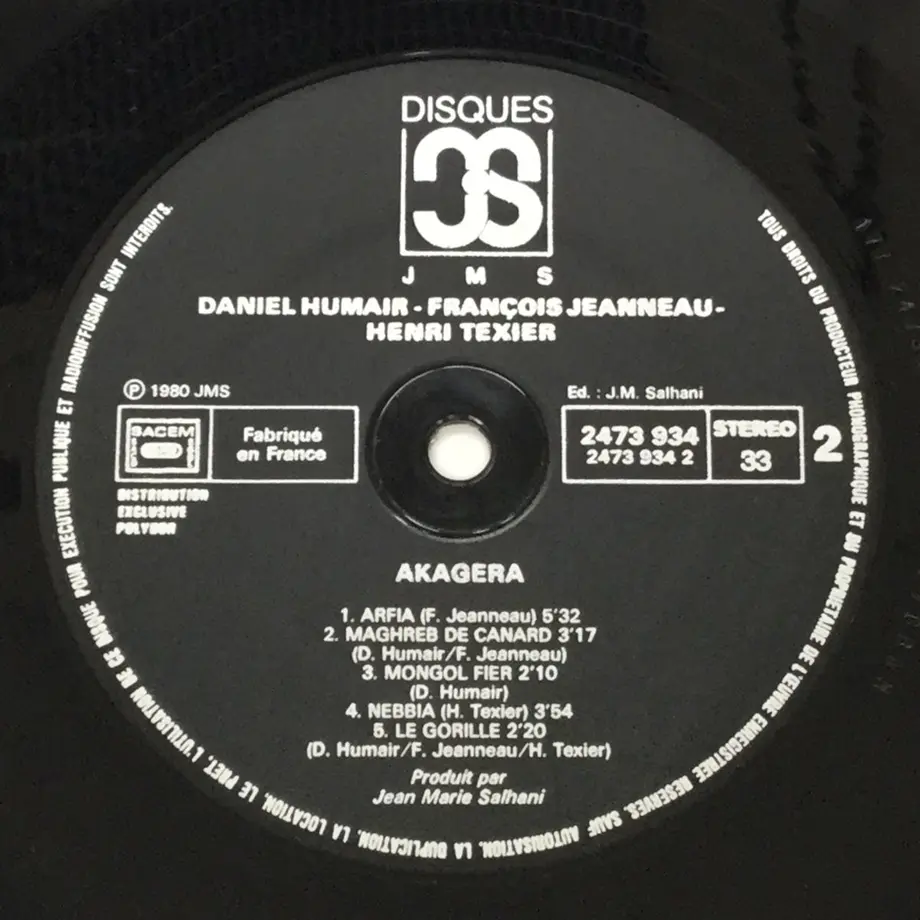 DISQUES
JMS
J M S
DANIEL HUMAIR - FRANÇOIS JEANNEAU -
HENRI TEXIER
Ⓟ 1980 JMS
SACEM
Fabriqué
en France
DISTRIBUTION
EXCLUSIVE
POLYDOR
Ed. : J.M. Salhani
2473 934
2473 934 2
STEREO
33
2
AKAGERA
1. ARFIA (F. Jeanneau) 5'32
2. MAGHREB DE CANARD 3'17
(D. Humair/F. Jeanneau)
3. MONGOL FIER 2'10
(D. Humair)
4. NEBBIA (H. Texier) 3'54
5. LE GORILLE 2'20
(D. Humair/F. Jeanneau/H. Texier)
Produit par
Jean Marie Salhani
TOUS DROITS DU PRODUCTEUR PHONOGRAPHIQUE ET DU PROPRIETAIRE DE L'ŒUVRE ENREGISTREE RESERVES. SAUF AUTORISATION, LA DUPLICATION, LA LOCATION, LE PRET, L'UTILISATION DE CE DISQUE POUR EXECUTION PUBLIQUE ET RADIODIFFUSION SONT INTERDITS.